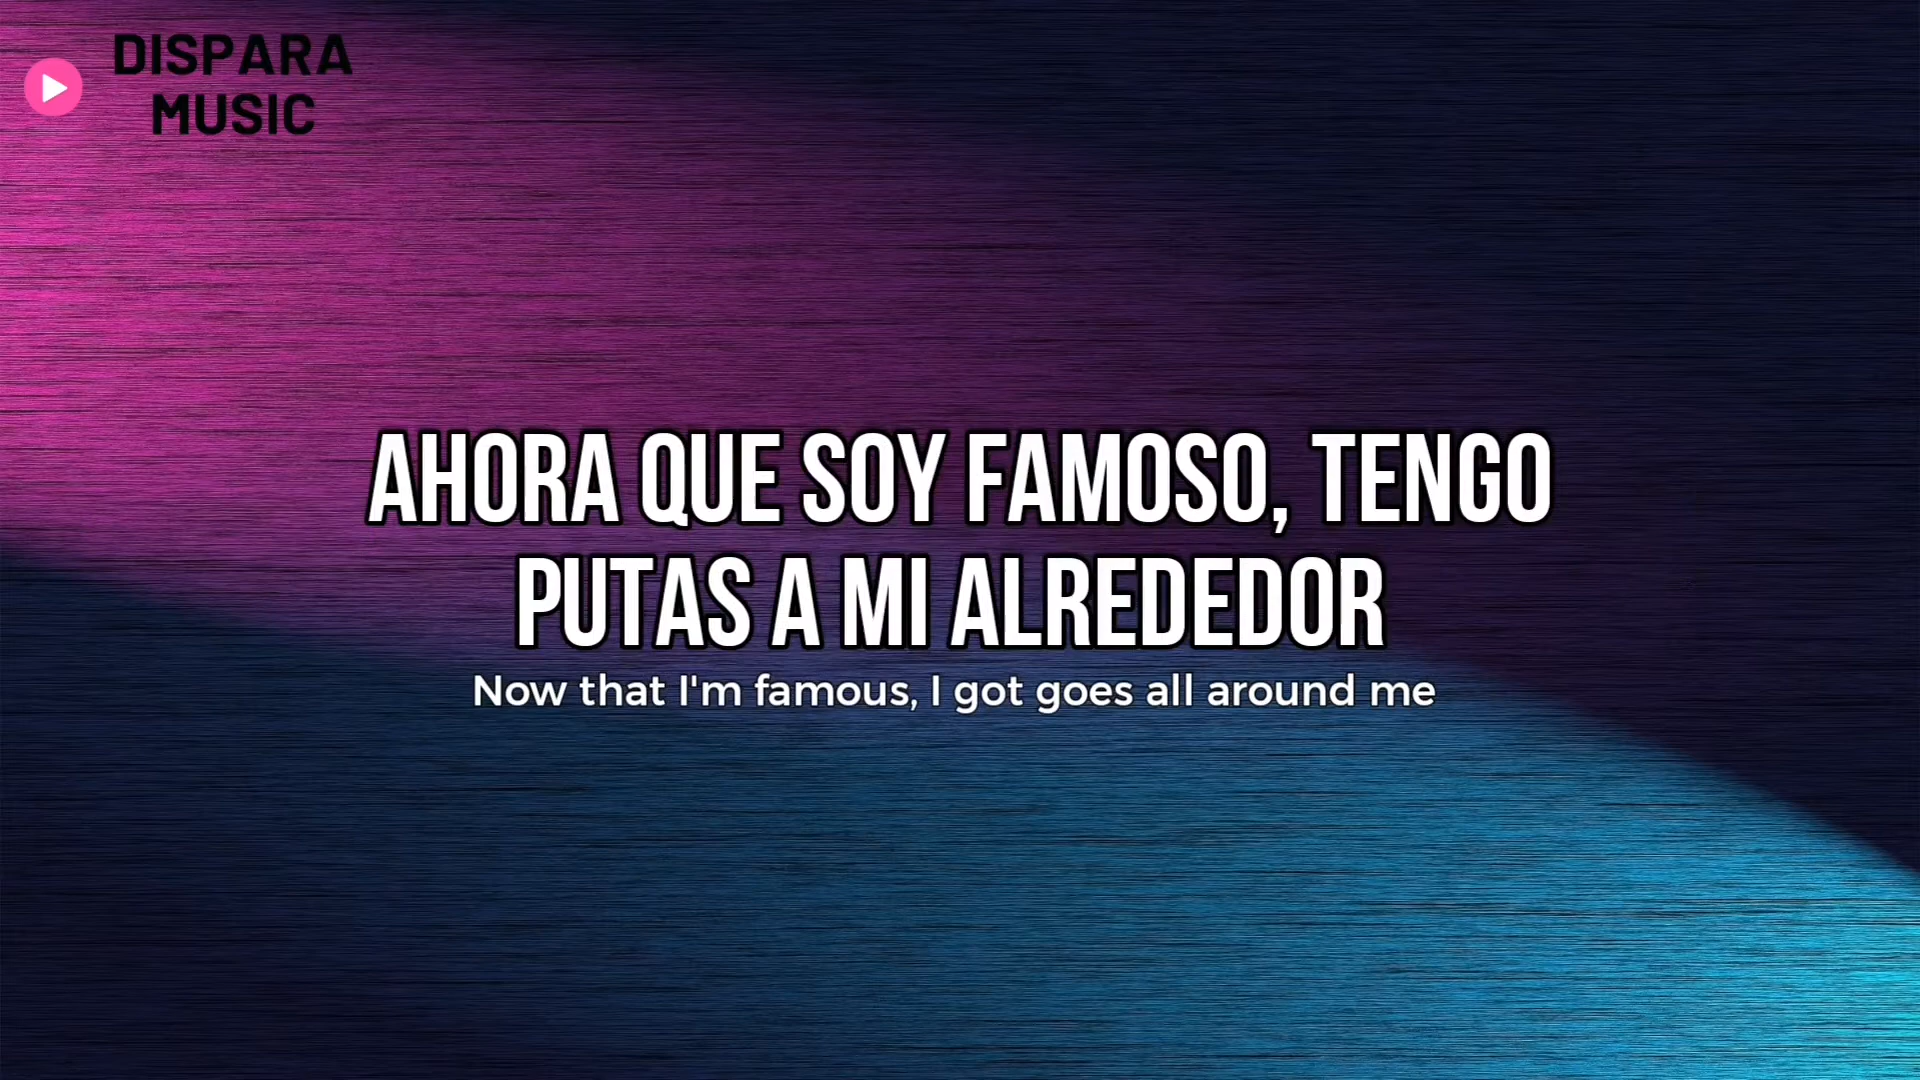 DISPARA
MUSIC
AHORA QUE SOY FAMOSO, TENGO
PUTAS A MI ALREDEDOR
Now that I'm famous, I got goes all around me